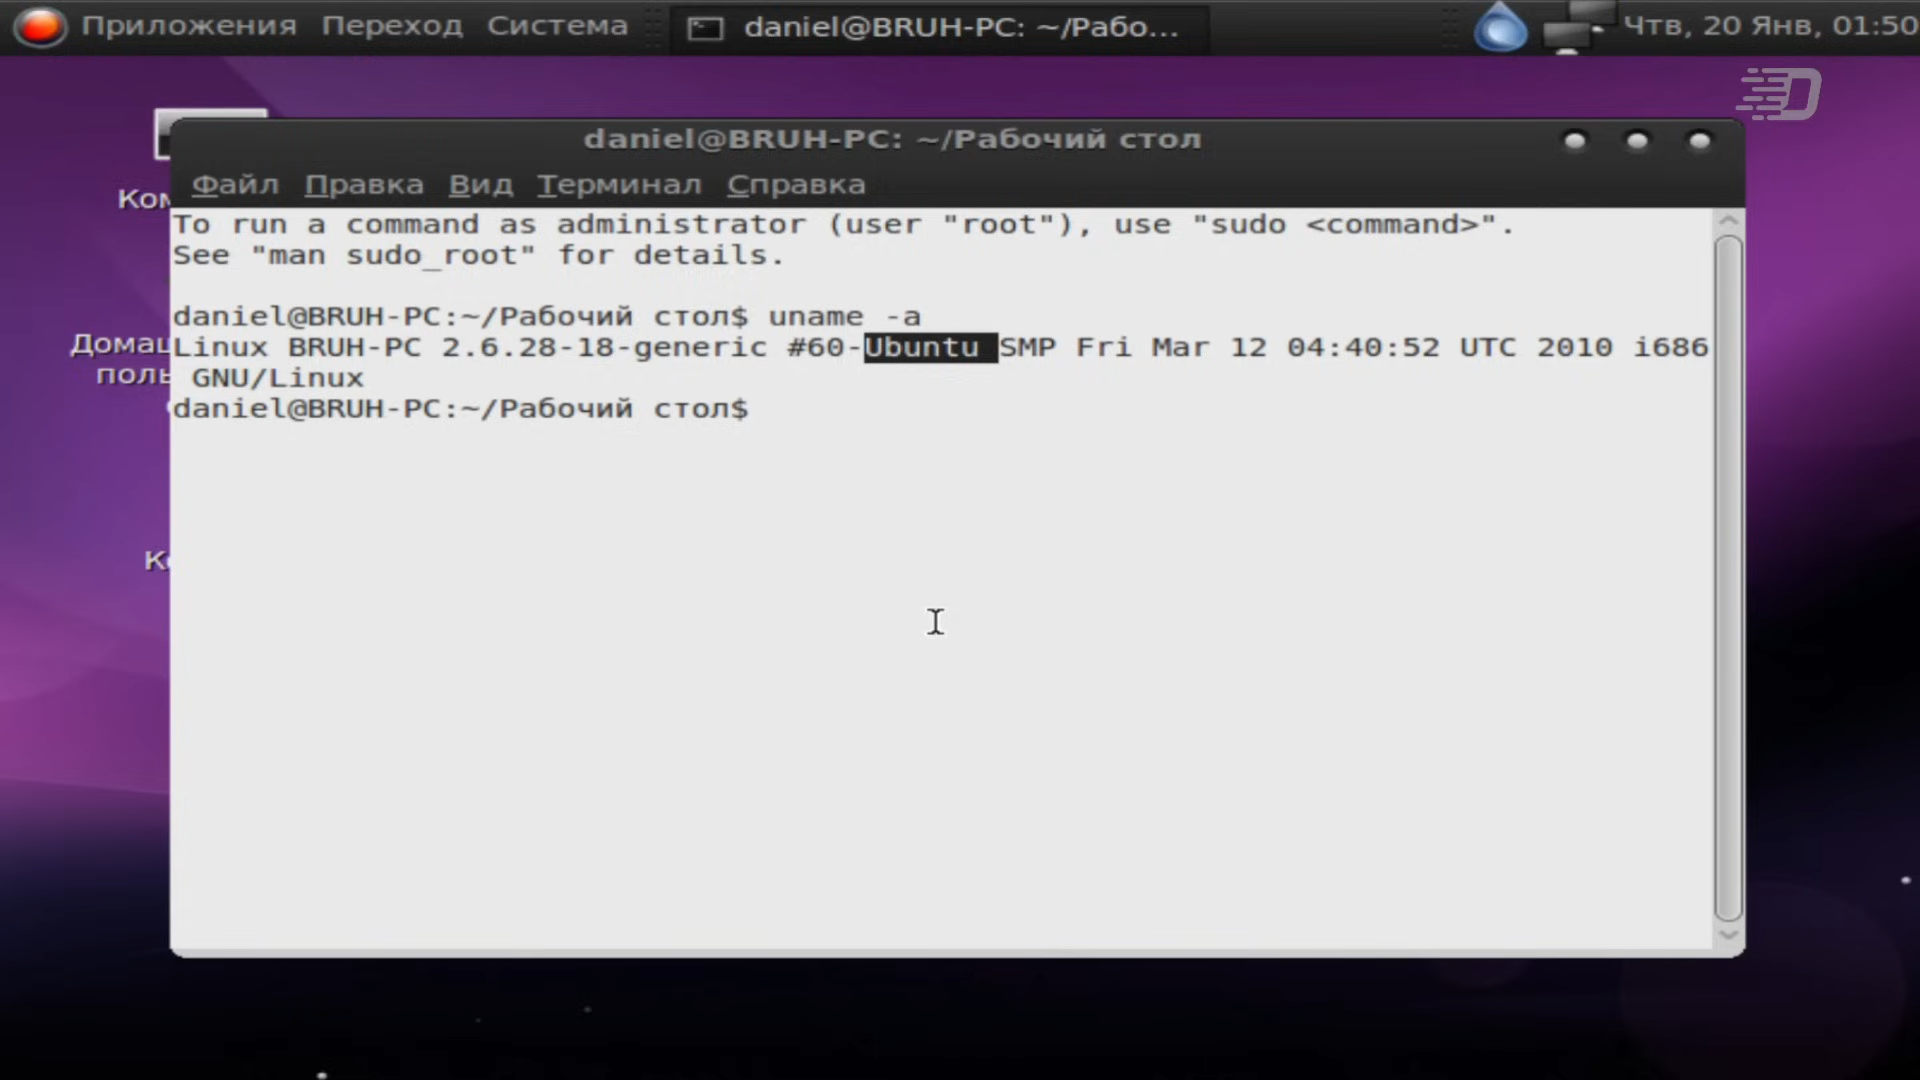 Приложения Переход Система daniel@BRUH-PC: ~/Рабо... Чтв, 20 Янв, 01:50
daniel@BRUH-PC: ~/Рабочий стол
Файл Правка Вид Терминал Справка
To run a command as administrator (user "root"), use "sudo <command>".
See "man sudo_root" for details.
daniel@BRUH-PC:~/Рабочий стол$ uname -a
Linux BRUH-PC 2.6.28-18-generic #60-Ubuntu SMP Fri Mar 12 04:40:52 UTC 2010 i686
GNU/Linux
daniel@BRUH-PC:~/Рабочий стол$